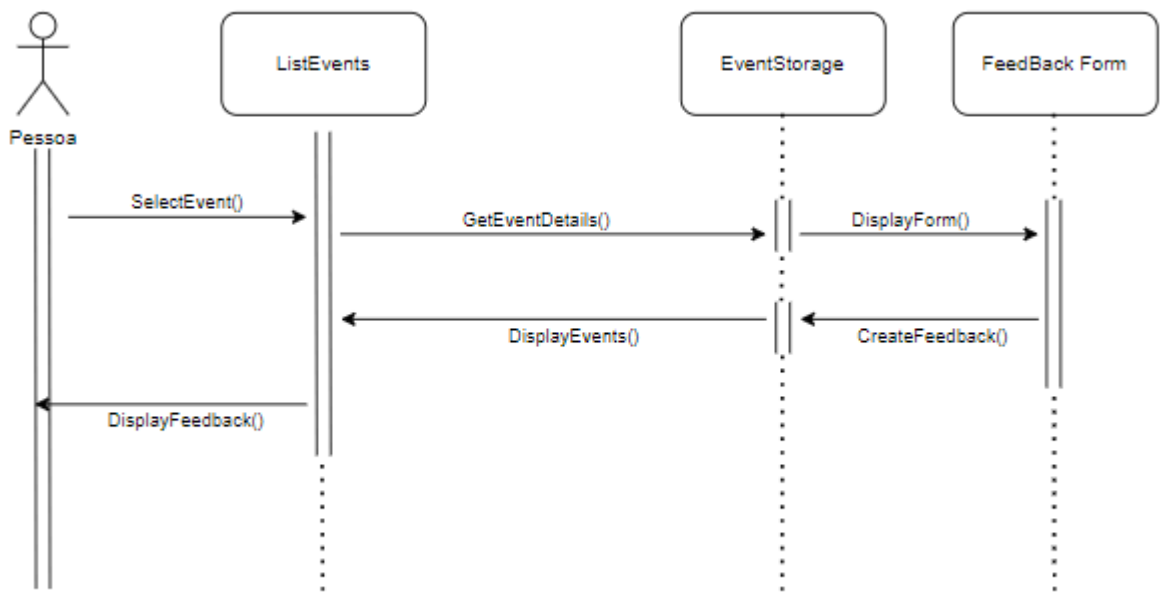 ListEvents
EventStorage
FeedBack Form
Pessoa
SelectEvent()
GetEventDetails()
DisplayForm()
DisplayEvents()
CreateFeedback()
DisplayFeedback()